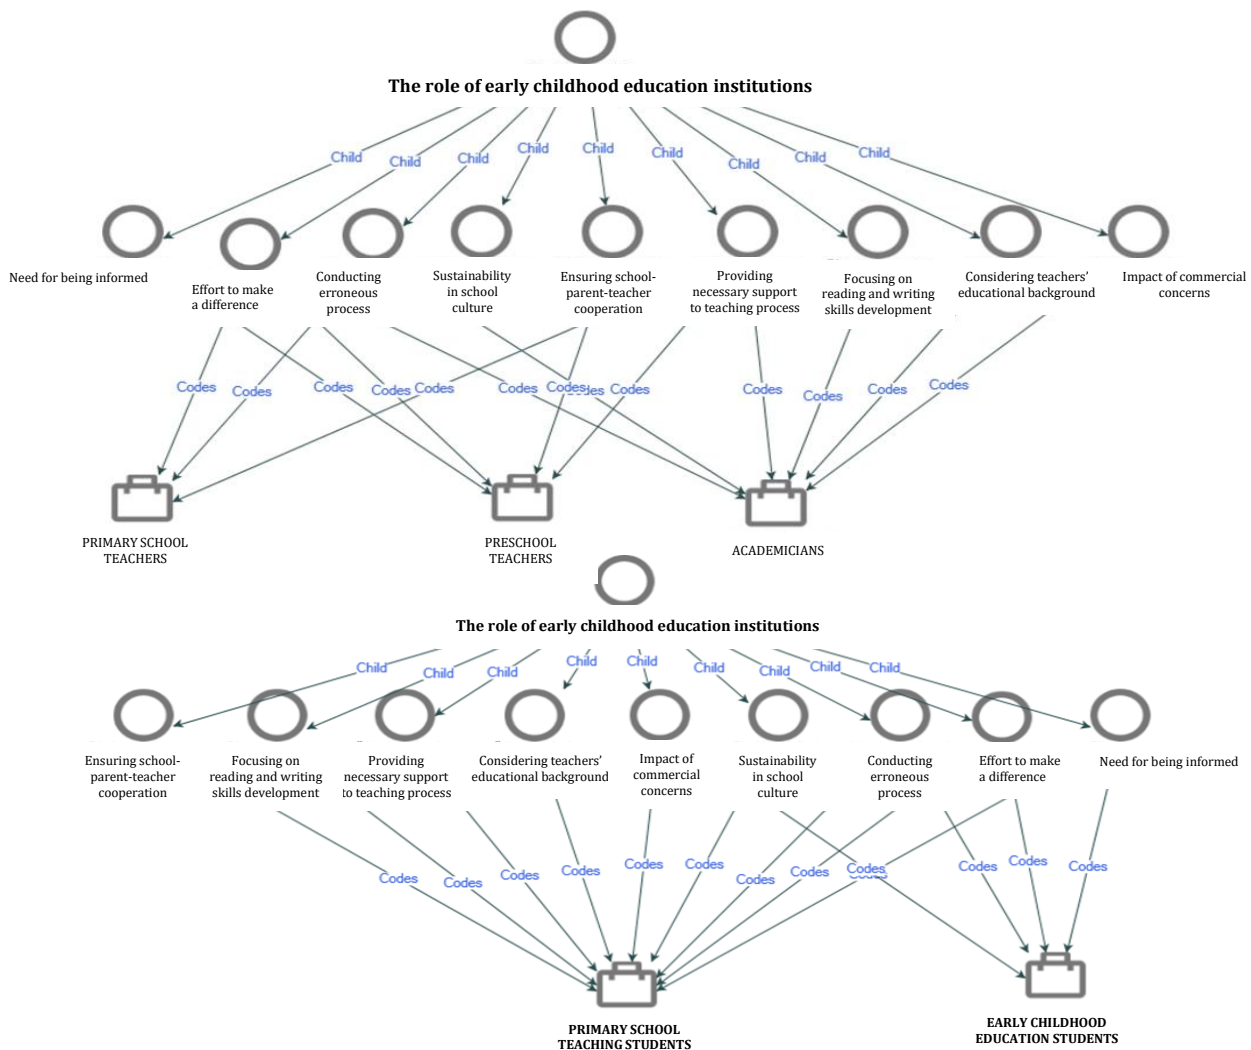 The role of early childhood education institutions
Child
Child
Child
Child
Child
Child
Child
Child
Child
Need for being informed
Effort to make
a difference
Conducting
erroneous
process
Sustainability
in school
culture
Ensuring school-
parent-teacher
cooperation
Providing
necessary support
to teaching process
Focusing on
reading and writing
skills development
Considering teachers'
educational background
Impact of commercial
concerns
Codes
Codes
Codes
Codes
Codes
Codes
Codes
Codes
Codes
Codes
Codes
Codes
PRIMARY SCHOOL
TEACHERS
PRESCHOOL
TEACHERS
ACADEMICIANS
The role of early childhood education institutions
Child
Child
Child
Child
Child
Child
Child
Child
Child
Ensuring school-
parent-teacher
cooperation
Focusing on
reading and writing
skills development
Providing
necessary support
to teaching process
Considering teachers'
educational background
Impact of
commercial
concerns
Sustainability
in school
culture
Conducting
erroneous
process
Effort to make
a difference
Need for being informed
Codes
Codes
Codes
Codes
Codes
Codes
Codes
Codes
Codes
Codes
Codes
Codes
PRIMARY SCHOOL
TEACHING STUDENTS
EARLY CHILDHOOD
EDUCATION STUDENTS